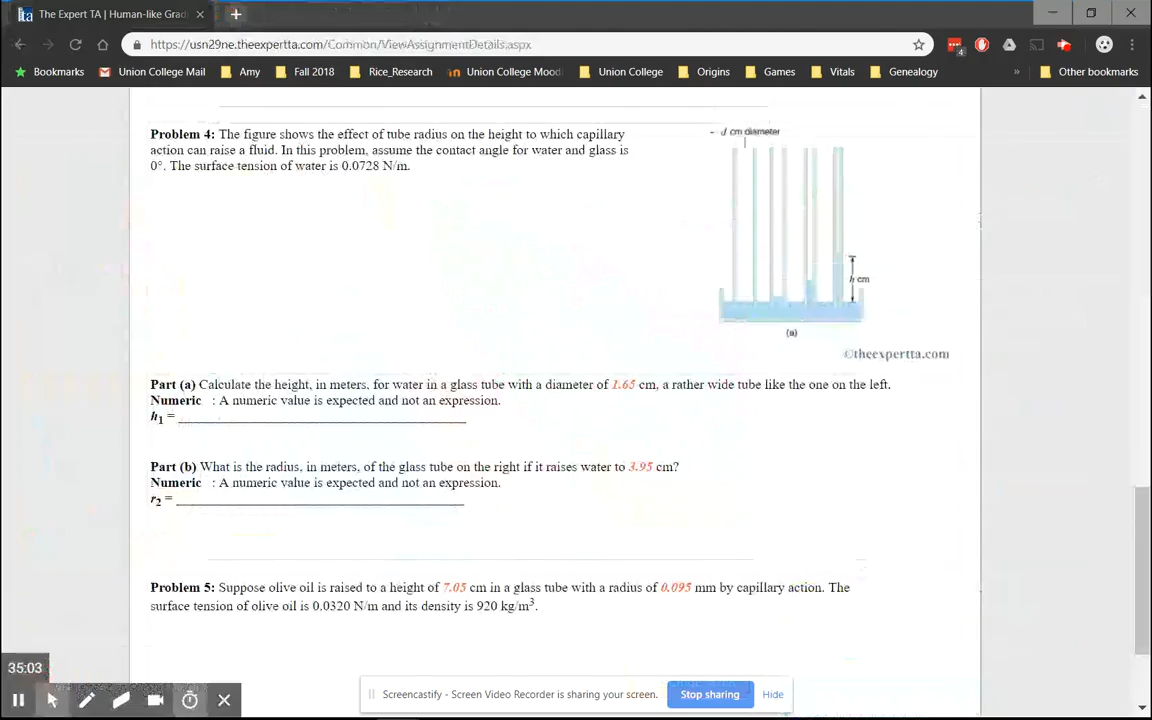 The Expert TA | Human-like Grad
https://usn29ne.theexpertta.com/Common/ViewAssignmentDetails.aspx
4
Bookmarks Union College Mail Amy Fall 2018 Rice_Research Union College Mood Union College Origins Games Vitals Genealogy » Other bookmarks
Problem 4: The figure shows the effect of tube radius on the height to which capillary
action can raise a fluid. In this problem, assume the contact angle for water and glass is
0°. The surface tension of water is 0.0728 N/m.
d cm diameter
h cm
(a)
©theexpertta.com
Part (a) Calculate the height, in meters, for water in a glass tube with a diameter of 1.65 cm, a rather wide tube like the one on the left.
Numeric : A numeric value is expected and not an expression.
h₁ =
Part (b) What is the radius, in meters, of the glass tube on the right if it raises water to 3.95 cm?
Numeric : A numeric value is expected and not an expression.
r₂ =
Problem 5: Suppose olive oil is raised to a height of 7.05 cm in a glass tube with a radius of 0.095 mm by capillary action. The
surface tension of olive oil is 0.0320 N/m and its density is 920 kg/m³.
35:03
Screencastify - Screen Video Recorder is sharing your screen. Stop sharing Hide